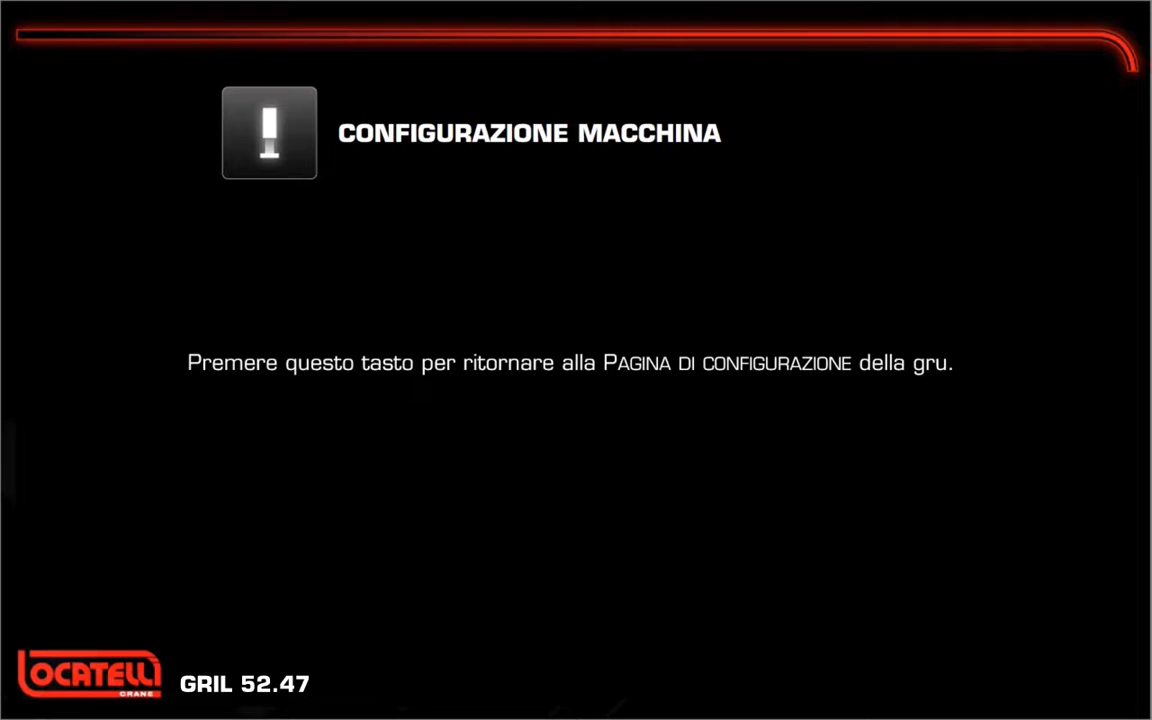 CONFIGURAZIONE MACCHINA
Premere questo tasto per ritornare alla PAGINA DI CONFIGURAZIONE della gru.
LOCATELLI
CRANE
GRIL 52.47